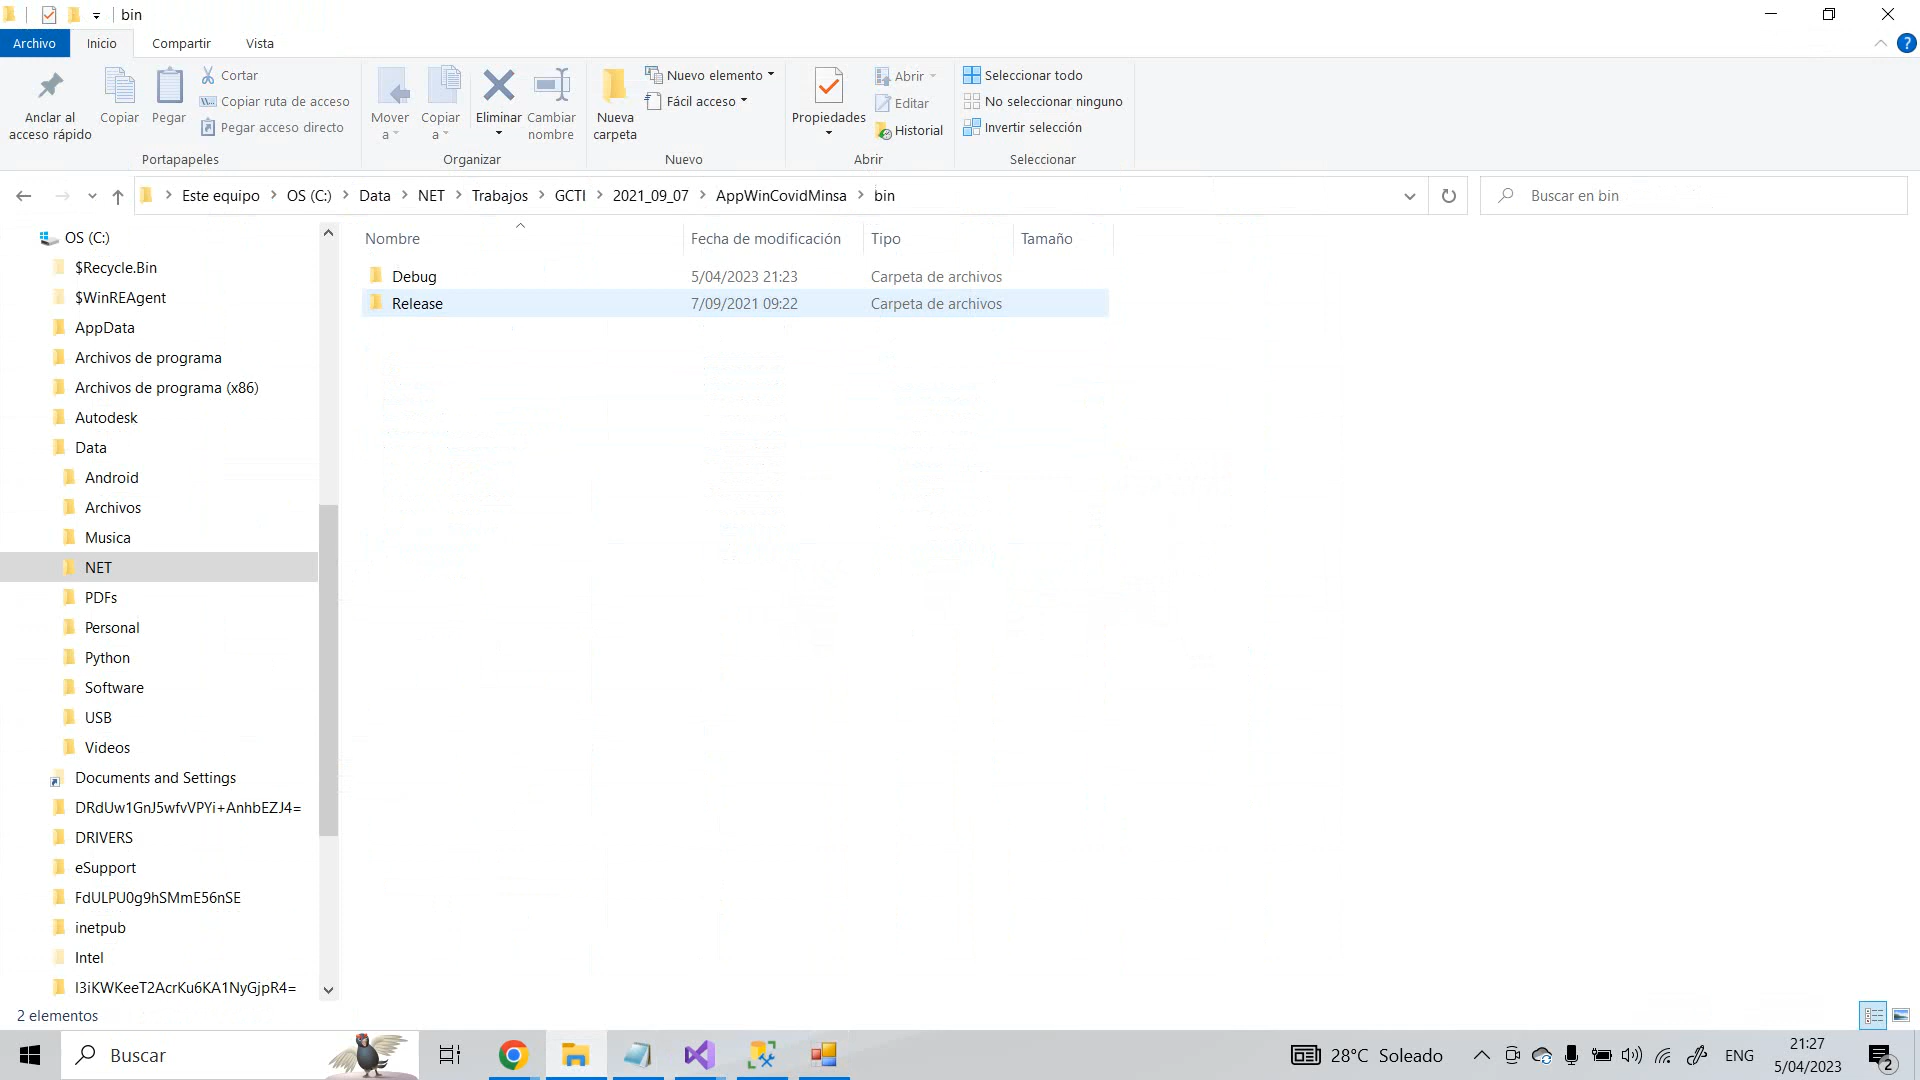 bin
Archivo Inicio Compartir Vista
Anclar al acceso rápido
Copiar
Pegar
Cortar
Copiar ruta de acceso
Pegar acceso directo
Portapapeles
Mover a
Copiar a
Eliminar
Cambiar nombre
Organizar
Nueva carpeta
Nuevo elemento
Fácil acceso
Nuevo
Propiedades
Abrir
Editar
Historial
Abrir
Seleccionar todo
No seleccionar ninguno
Invertir selección
Seleccionar
Este equipo > OS (C:) > Data > NET > Trabajos > GCTI > 2021_09_07 > AppWinCovidMinsa > bin
Buscar en bin
OS (C:)
$Recycle.Bin
$WinREAgent
AppData
Archivos de programa
Archivos de programa (x86)
Autodesk
Data
Android
Archivos
Musica
NET
PDFs
Personal
Python
Software
USB
Videos
Documents and Settings
DRdUw1GnJ5wfvVPYi+AnhbEZJ4=
DRIVERS
eSupport
FdULPU0g9hSMmE56nSE
inetpub
Intel
I3iKWKeeT2AcrKu6KA1NyGjpR4=
Nombre Fecha de modificación Tipo Tamaño
Debug 5/04/2023 21:23 Carpeta de archivos
Release 7/09/2021 09:22 Carpeta de archivos
2 elementos
Buscar
28°C Soleado
ENG
21:27
5/04/2023
2